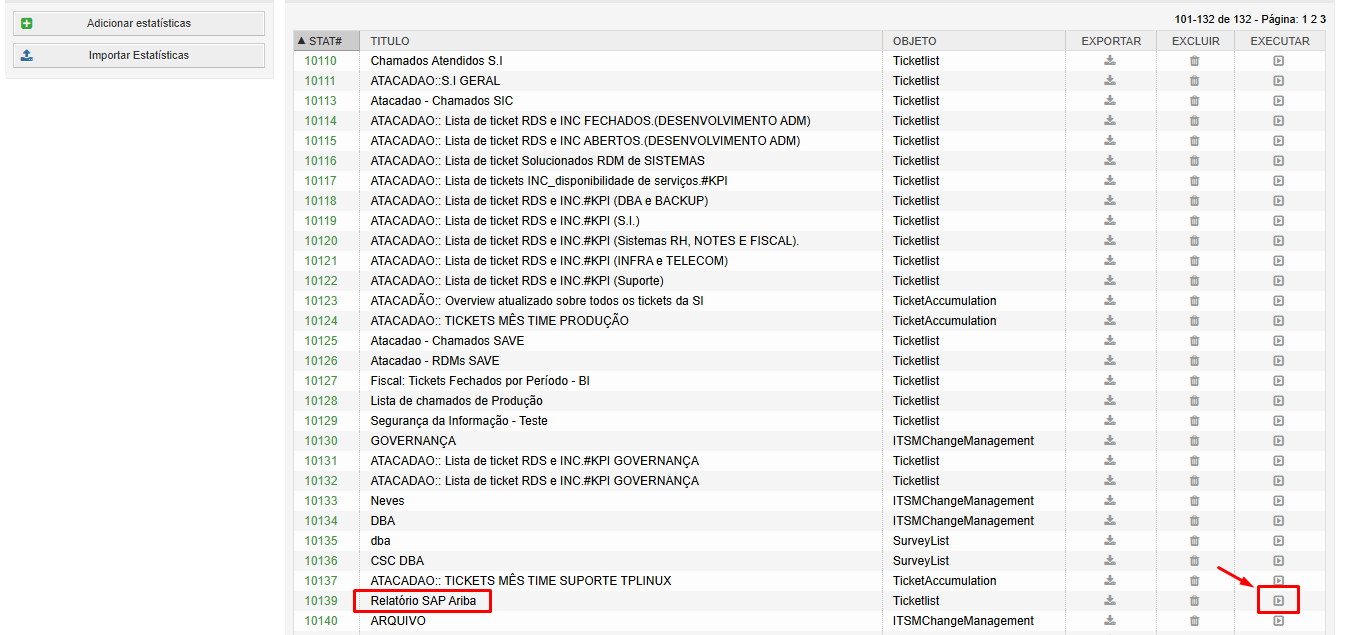 Adicionar estatísticas
Importar Estatísticas
101-132 de 132 - Página: 1 2 3
▲ STAT# TITULO OBJETO EXPORTAR EXCLUIR EXECUTAR
10110 Chamados Atendidos S.I Ticketlist
10111 ATACADAO::S.I GERAL Ticketlist
10113 Atacadao - Chamados SIC Ticketlist
10114 ATACADAO:: Lista de ticket RDS e INC FECHADOS.(DESENVOLVIMENTO ADM) Ticketlist
10115 ATACADAO:: Lista de ticket RDS e INC ABERTOS.(DESENVOLVIMENTO ADM) Ticketlist
10116 ATACADAO:: Lista de ticket Solucionados RDM de SISTEMAS Ticketlist
10117 ATACADAO:: Lista de tickets INC_disponibilidade de serviços.#KPI Ticketlist
10118 ATACADAO:: Lista de ticket RDS e INC.#KPI (DBA e BACKUP) Ticketlist
10119 ATACADAO:: Lista de ticket RDS e INC.#KPI (S.I.) Ticketlist
10120 ATACADAO:: Lista de ticket RDS e INC.#KPI (Sistemas RH, NOTES E FISCAL). Ticketlist
10121 ATACADAO:: Lista de ticket RDS e INC.#KPI (INFRA e TELECOM) Ticketlist
10122 ATACADAO:: Lista de ticket RDS e INC.#KPI (Suporte) Ticketlist
10123 ATACADÃO:: Overview atualizado sobre todos os tickets da SI TicketAccumulation
10124 ATACADAO:: TICKETS MÊS TIME PRODUÇÃO TicketAccumulation
10125 Atacadao - Chamados SAVE Ticketlist
10126 Atacadao - RDMs SAVE Ticketlist
10127 Fiscal: Tickets Fechados por Período - BI Ticketlist
10128 Lista de chamados de Produção Ticketlist
10129 Segurança da Informação - Teste Ticketlist
10130 GOVERNANÇA ITSMChangeManagement
10131 ATACADAO:: Lista de ticket RDS e INC.#KPI GOVERNANÇA Ticketlist
10132 ATACADAO:: Lista de ticket RDS e INC.#KPI GOVERNANÇA Ticketlist
10133 Neves ITSMChangeManagement
10134 DBA ITSMChangeManagement
10135 dba SurveyList
10136 CSC DBA SurveyList
10137 ATACADAO:: TICKETS MÊS TIME SUPORTE TPLINUX TicketAccumulation
10139 Relatório SAP Ariba Ticketlist
10140 ARQUIVO ITSMChangeManagement